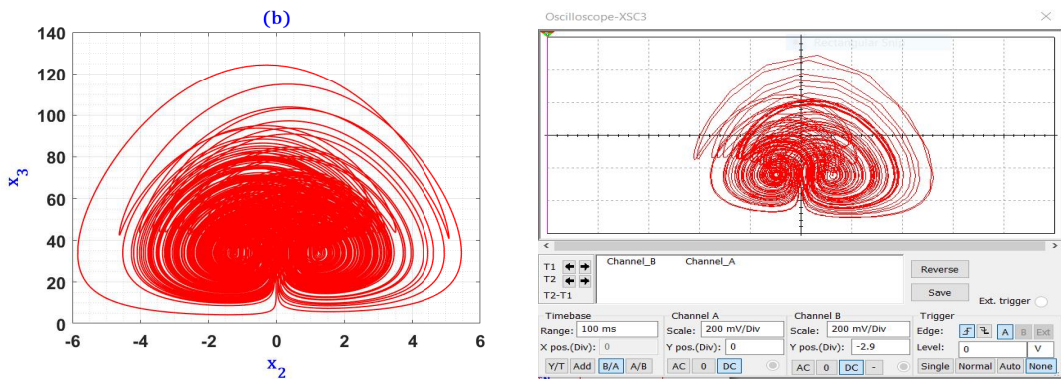 (b)
140
120
100
80
60
40
20
0
x3
-6 -4 -2 0 2 4 6
x2
Oscilloscope-XSC3
T1
T2
T2-T1
Channel_B Channel_A
Reverse
Save
Ext. trigger
Timebase
Range: 100 ms
X pos.(Div): 0
Y/T Add B/A A/B
Channel A
Scale: 200 mV/Div
Y pos.(Div): 0
AC 0 DC
Channel B
Scale: 200 mV/Div
Y pos.(Div): -2.9
AC 0 DC -
Trigger
Edge: A B Ext
Level: 0 V
Single Normal Auto None